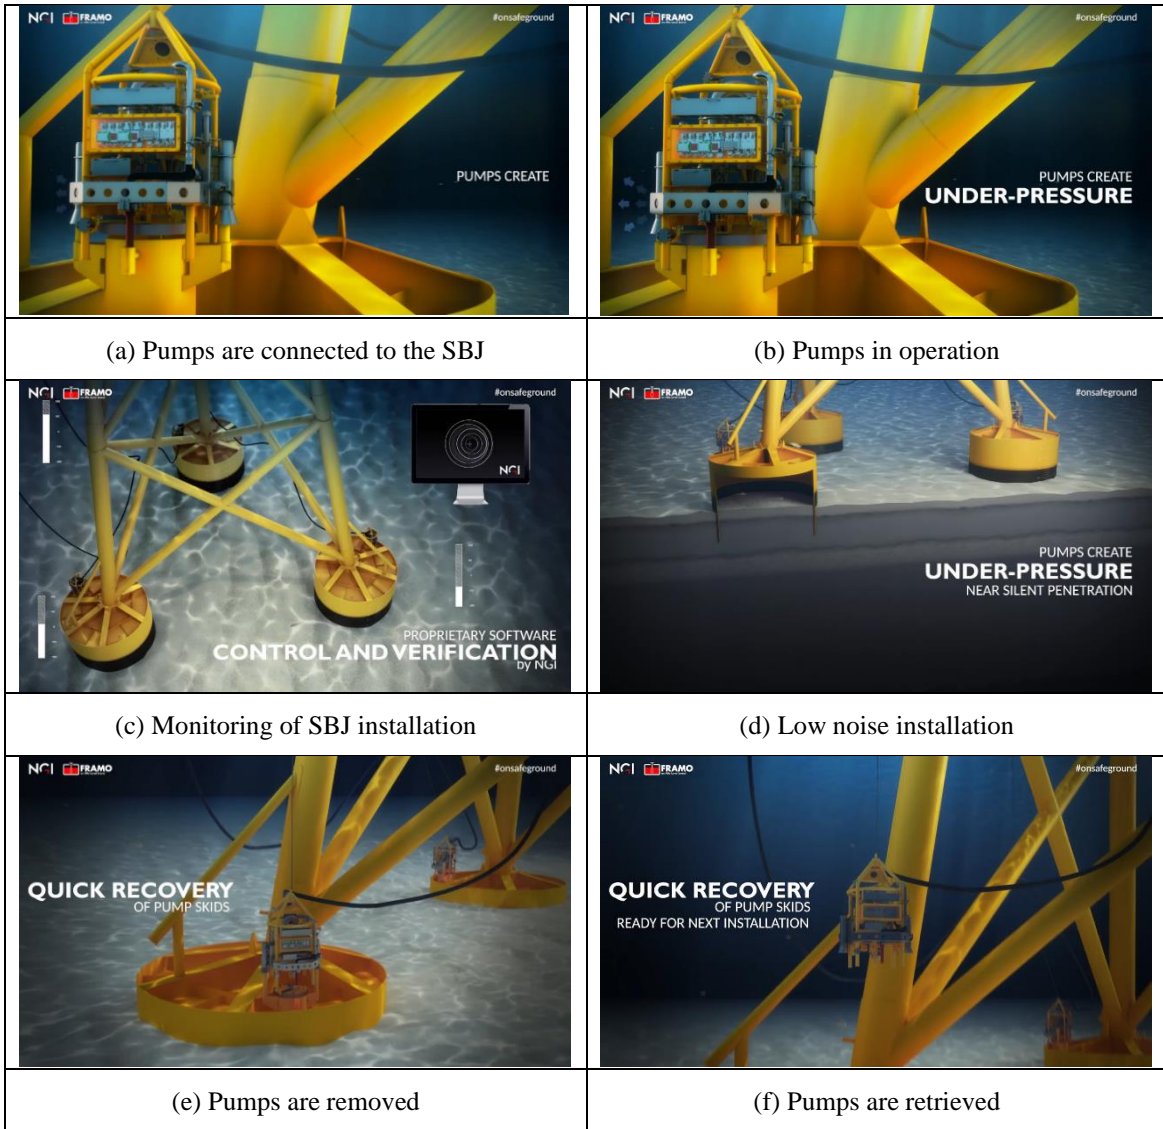 NGI FRAMO #onsafeground
PUMPS CREATE
NGI FRAMO #onsafeground
PUMPS CREATE
UNDER-PRESSURE
(a) Pumps are connected to the SBJ
(b) Pumps in operation
NGI FRAMO #onsafeground
NGI
PROPRIETARY SOFTWARE
CONTROL AND VERIFICATION
by NGI
NGI FRAMO #onsafeground
PUMPS CREATE
UNDER-PRESSURE
NEAR SILENT PENETRATION
(c) Monitoring of SBJ installation
(d) Low noise installation
NGI FRAMO #onsafeground
QUICK RECOVERY
OF PUMP SKIDS
NGI FRAMO #onsafeground
QUICK RECOVERY
OF PUMP SKIDS
READY FOR NEXT INSTALLATION
(e) Pumps are removed
(f) Pumps are retrieved